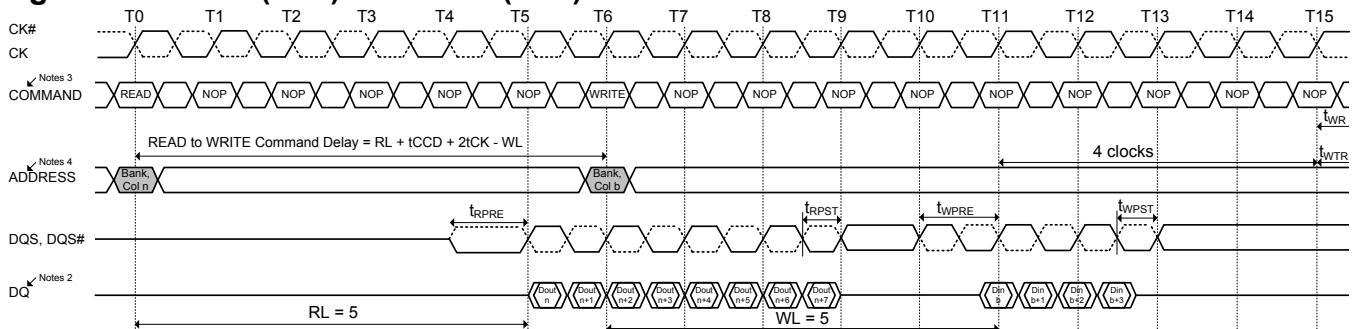 T0 T1 T2 T3 T4 T5 T6 T7 T8 T9 T10 T11 T12 T13 T14 T15
CK#
CK
Notes 3
COMMAND READ NOP NOP NOP NOP NOP WRITE NOP NOP NOP NOP NOP NOP NOP NOP NOP
tWR
READ to WRITE Command Delay = RL + tCCD + 2tCK - WL
4 clocks
tWTR
Notes 4
ADDRESS
Bank, Col n
Bank, Col b
tRPRE tRPST tWPRE tWPST
DQS, DQS#
Notes 2
DQ
Dout n Dout n+1 Dout n+2 Dout n+3 Dout n+4 Dout n+5 Dout n+6 Dout n+7 Din b Din b+1 Din b+2 Din b+3
RL = 5 WL = 5